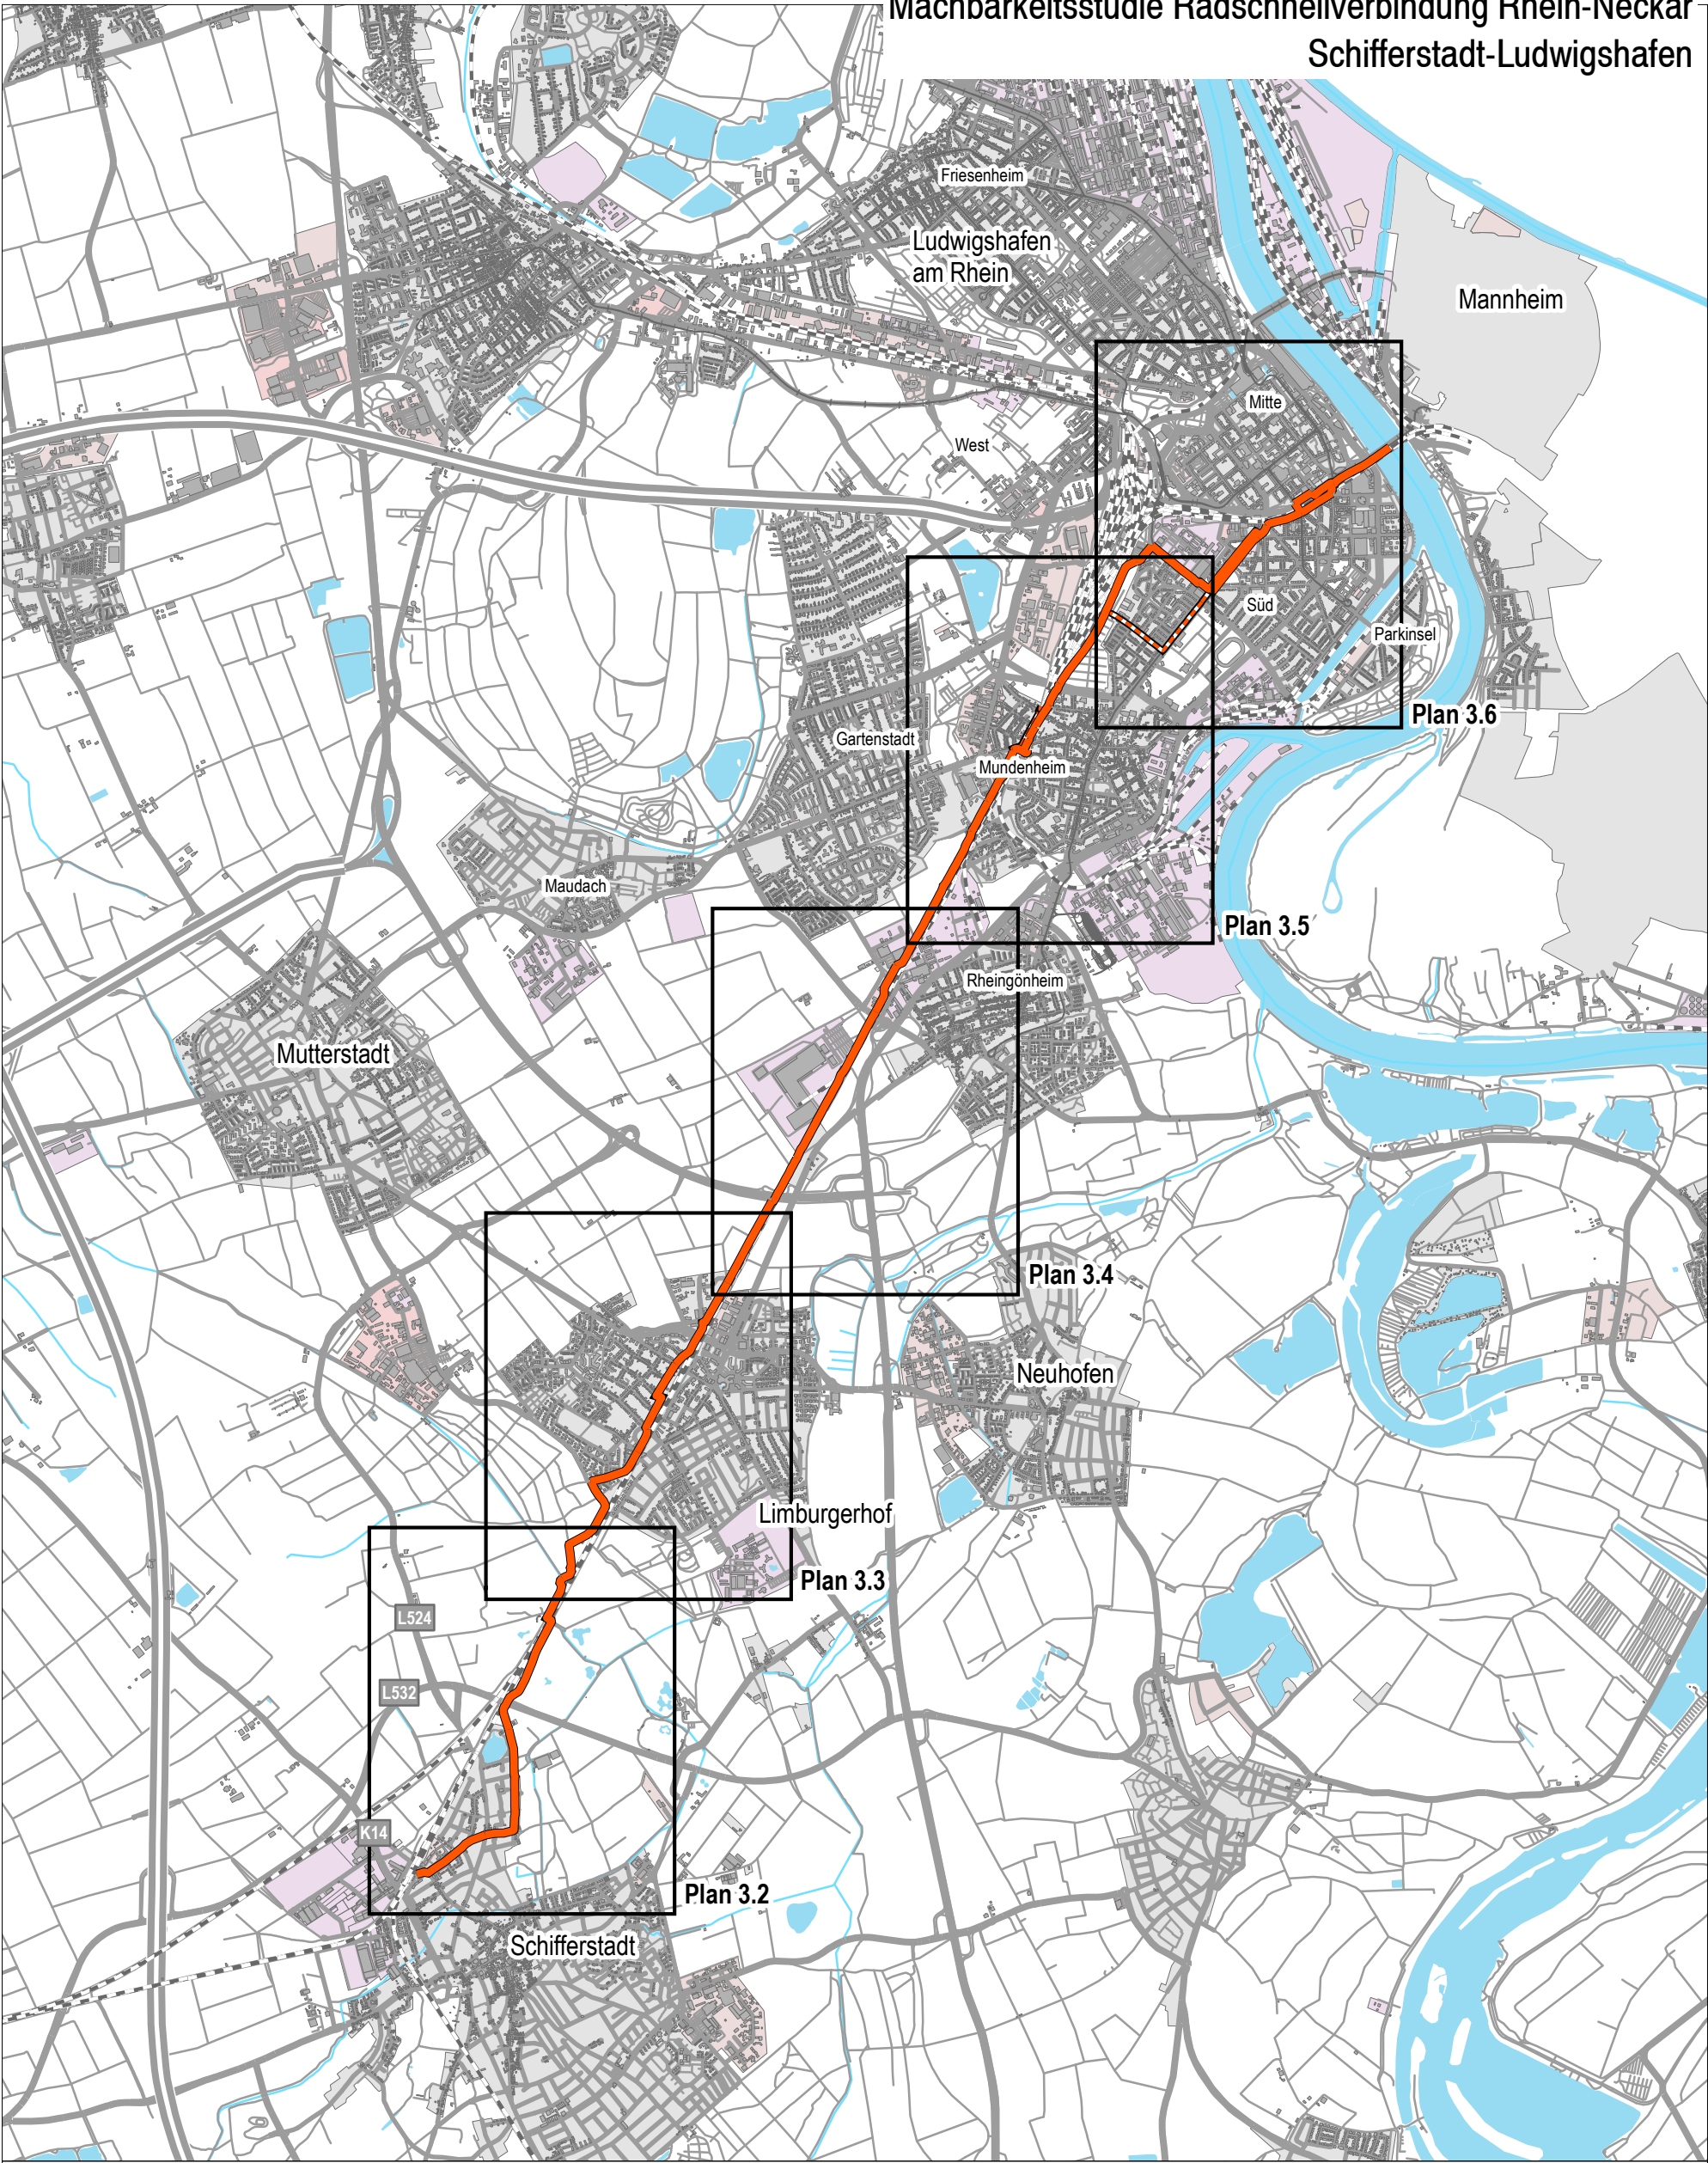 Machbarkeitsstudie Radschnellverbindung Rhein-Neckar
Schifferstadt-Ludwigshafen
Friesenheim
Ludwigshafen
am Rhein
Mannheim
Mitte
West
Süd
Parkinsel
Plan 3.6
Gartenstadt
Mundenheim
Maudach
Plan 3.5
Rheingönheim
Mutterstadt
Plan 3.4
Neuhofen
Limburgerhof
Plan 3.3
L524
L532
K14
Plan 3.2
Schifferstadt